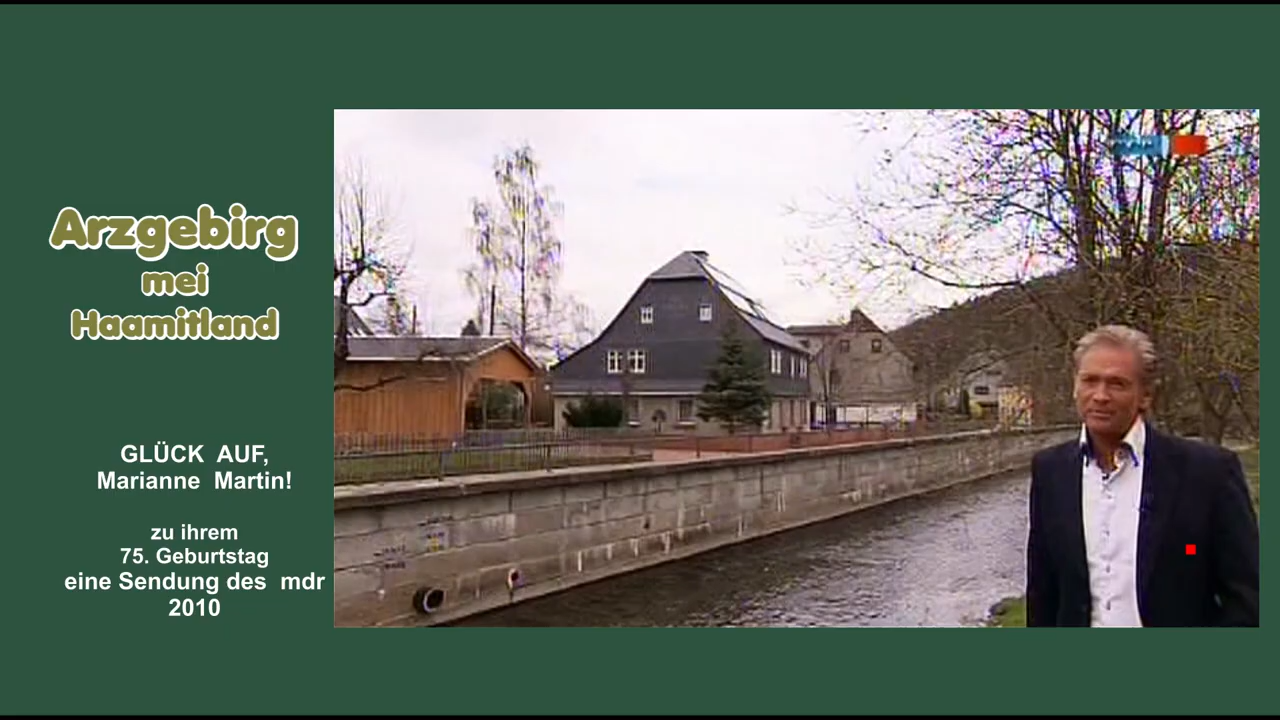 Arzgebirg
mei
Haamitland
GLÜCK AUF,
Marianne Martin!
zu ihrem
75. Geburtstag
eine Sendung des mdr
2010